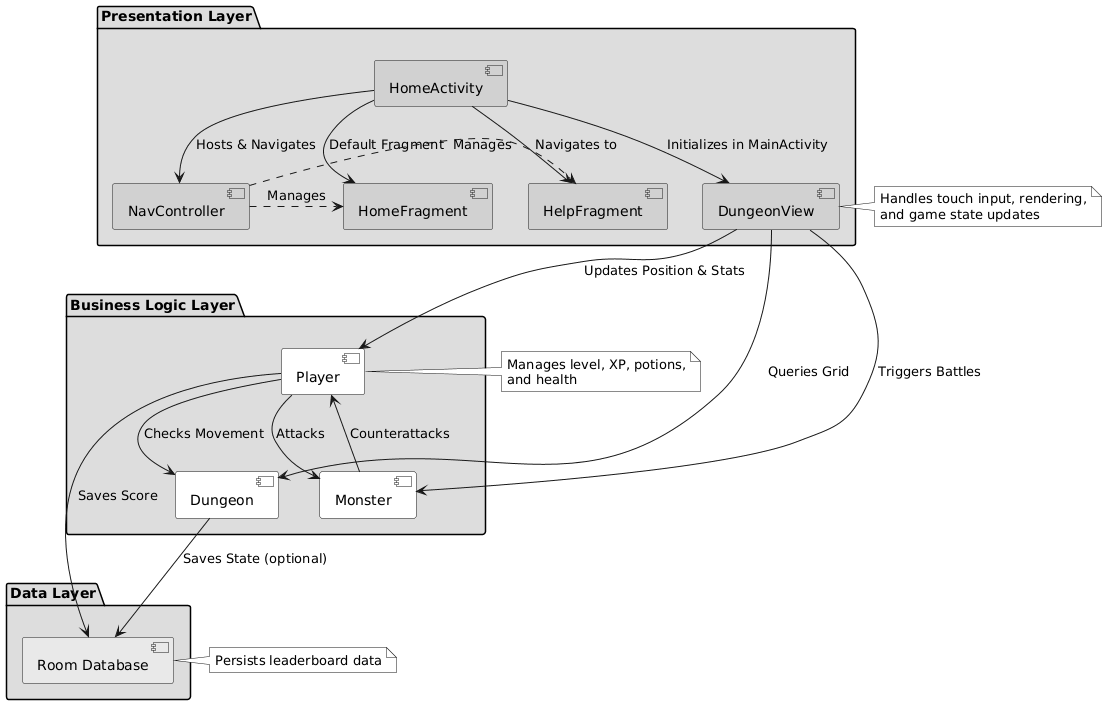 Presentation Layer
HomeActivity
Hosts & Navigates
Default Fragment
Manages
Navigates to
Initializes in MainActivity
Manages
NavController
HomeFragment
HelpFragment
DungeonView
Handles touch input, rendering,
and game state updates
Updates Position & Stats
Business Logic Layer
Player
Manages level, XP, potions,
and health
Queries Grid
Triggers Battles
Checks Movement
Attacks
Counterattacks
Saves Score
Dungeon
Monster
Saves State (optional)
Data Layer
Room Database
Persists leaderboard data